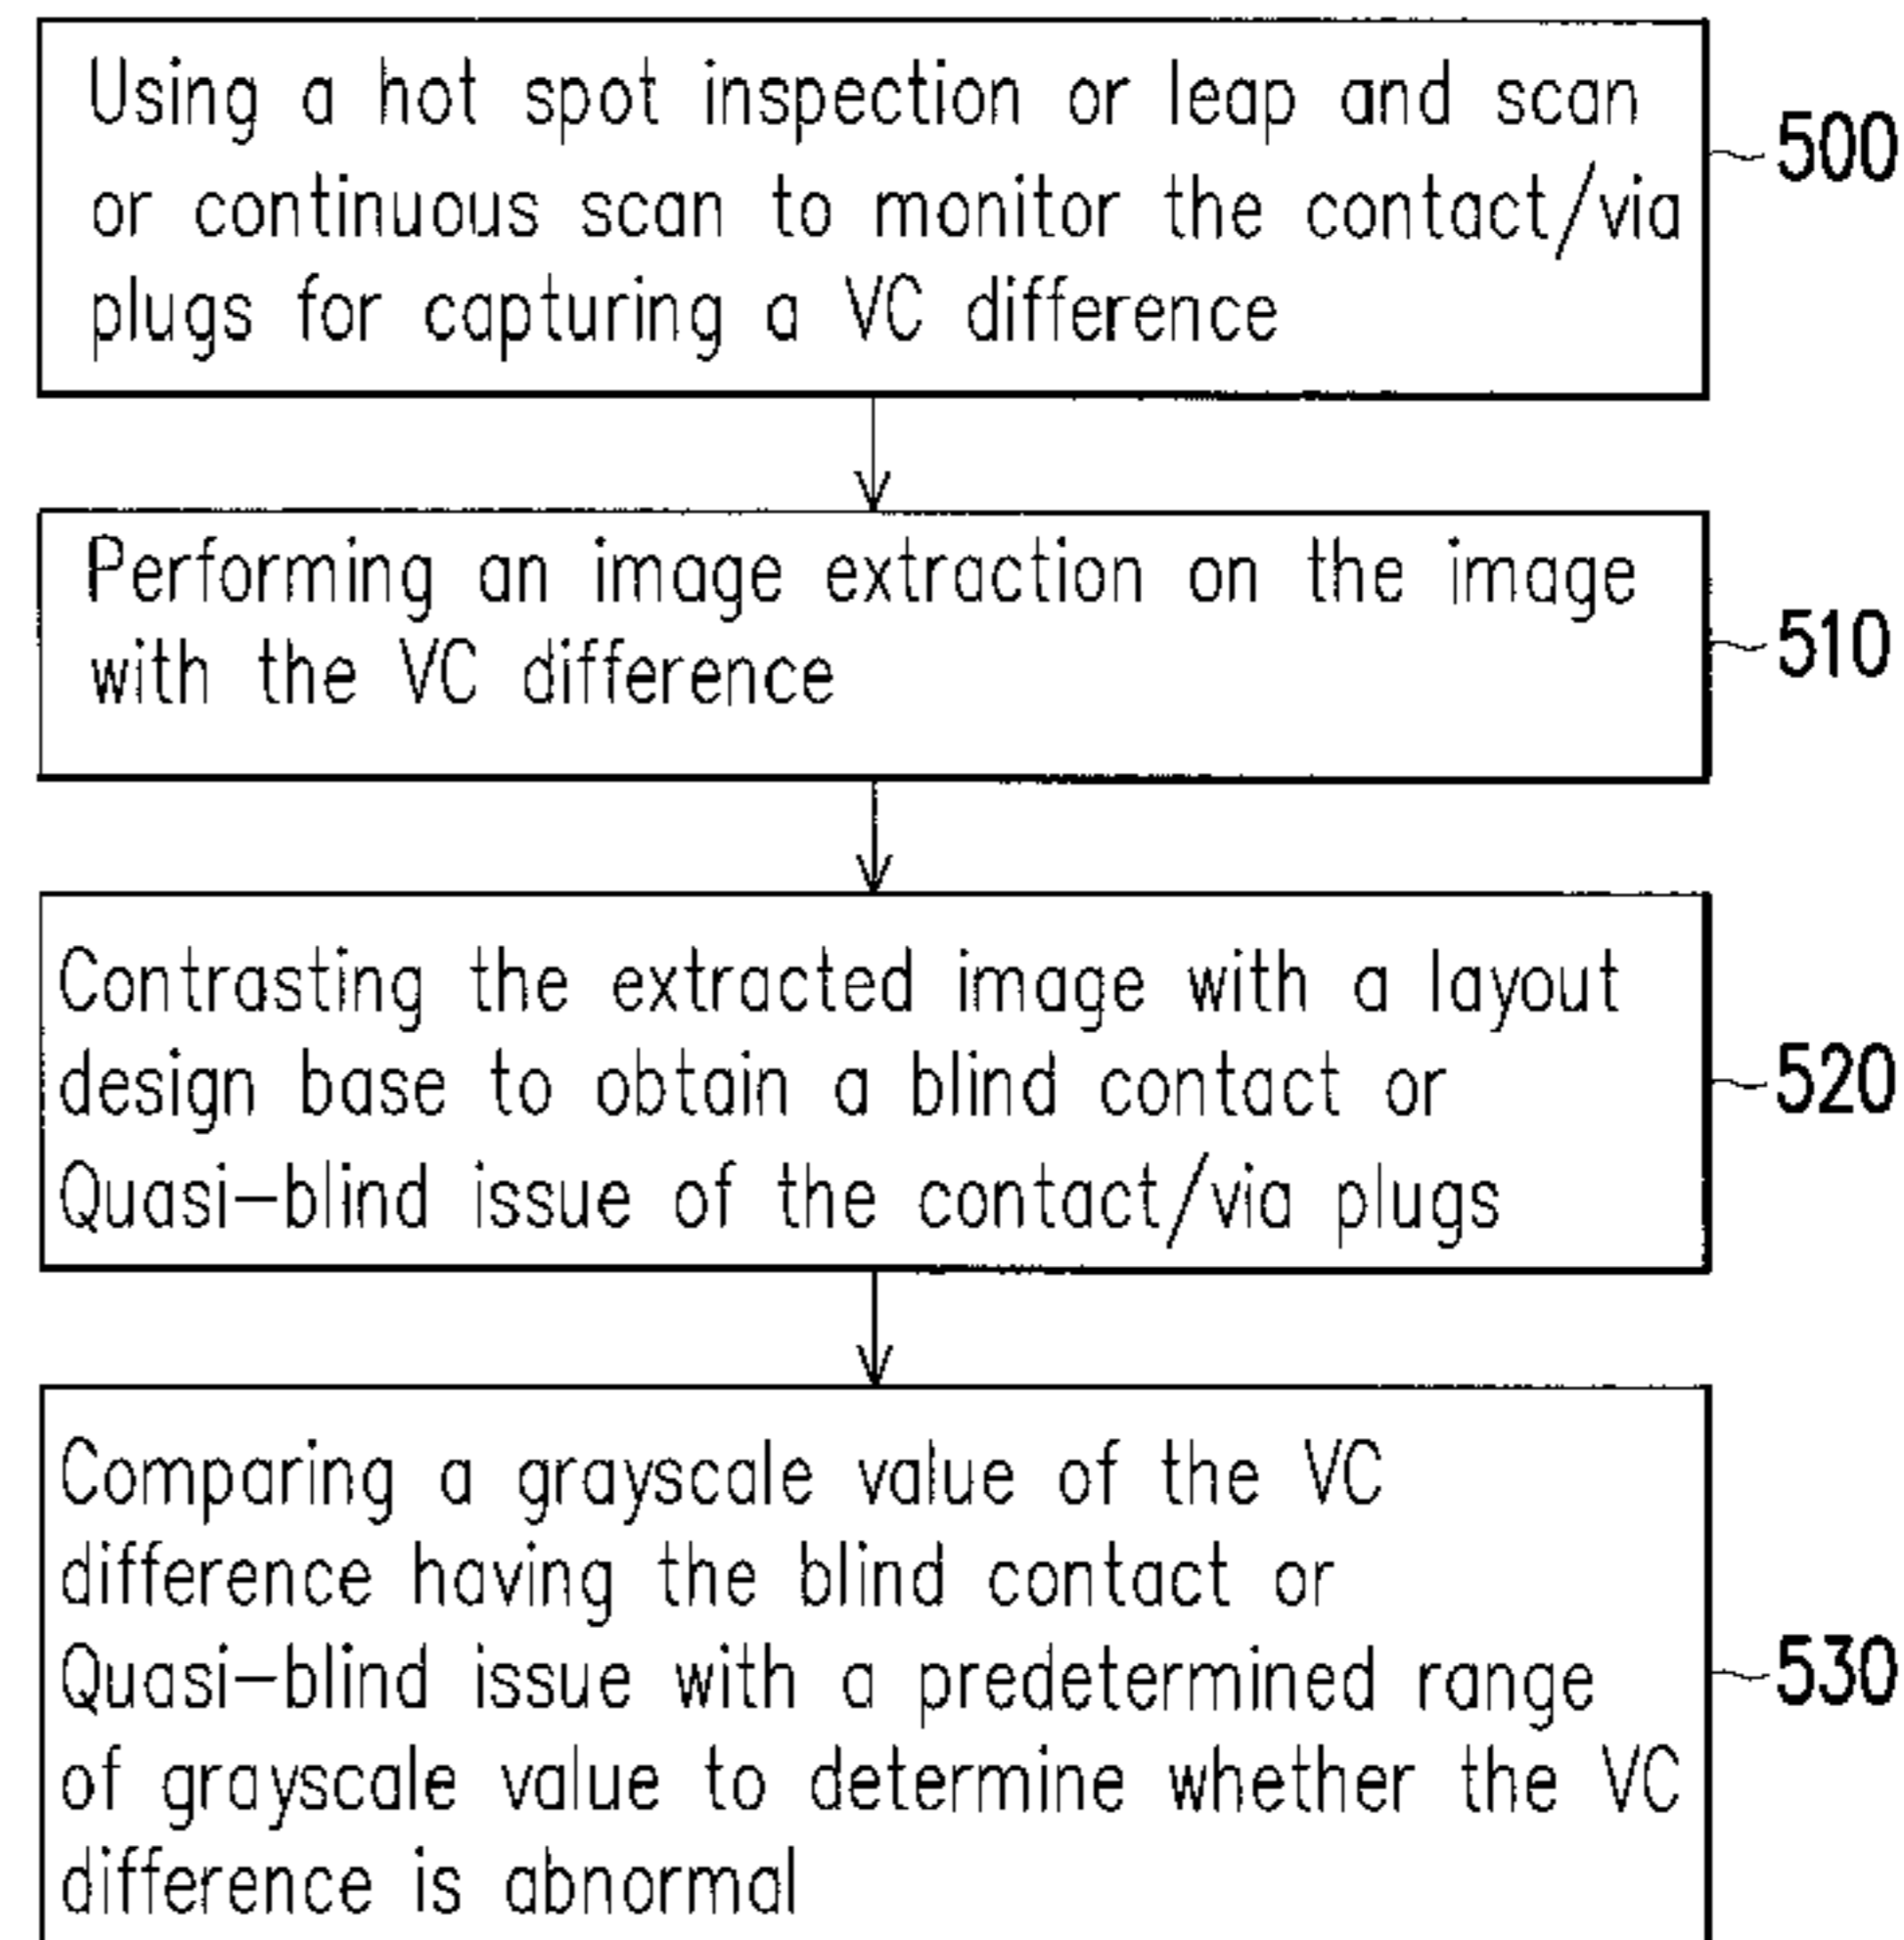 Using a hot spot inspection or leap and scan
or continuous scan to monitor the contact/via
plugs for capturing a VC difference
500
Performing an image extraction on the image
with the VC difference
510
Contrasting the extracted image with a layout
design base to obtain a blind contact or
Quasi-blind issue of the contact/via plugs
520
Comparing a grayscale value of the VC
difference having the blind contact or
Quasi-blind issue with a predetermined range
of grayscale value to determine whether the VC
difference is abnormal
530